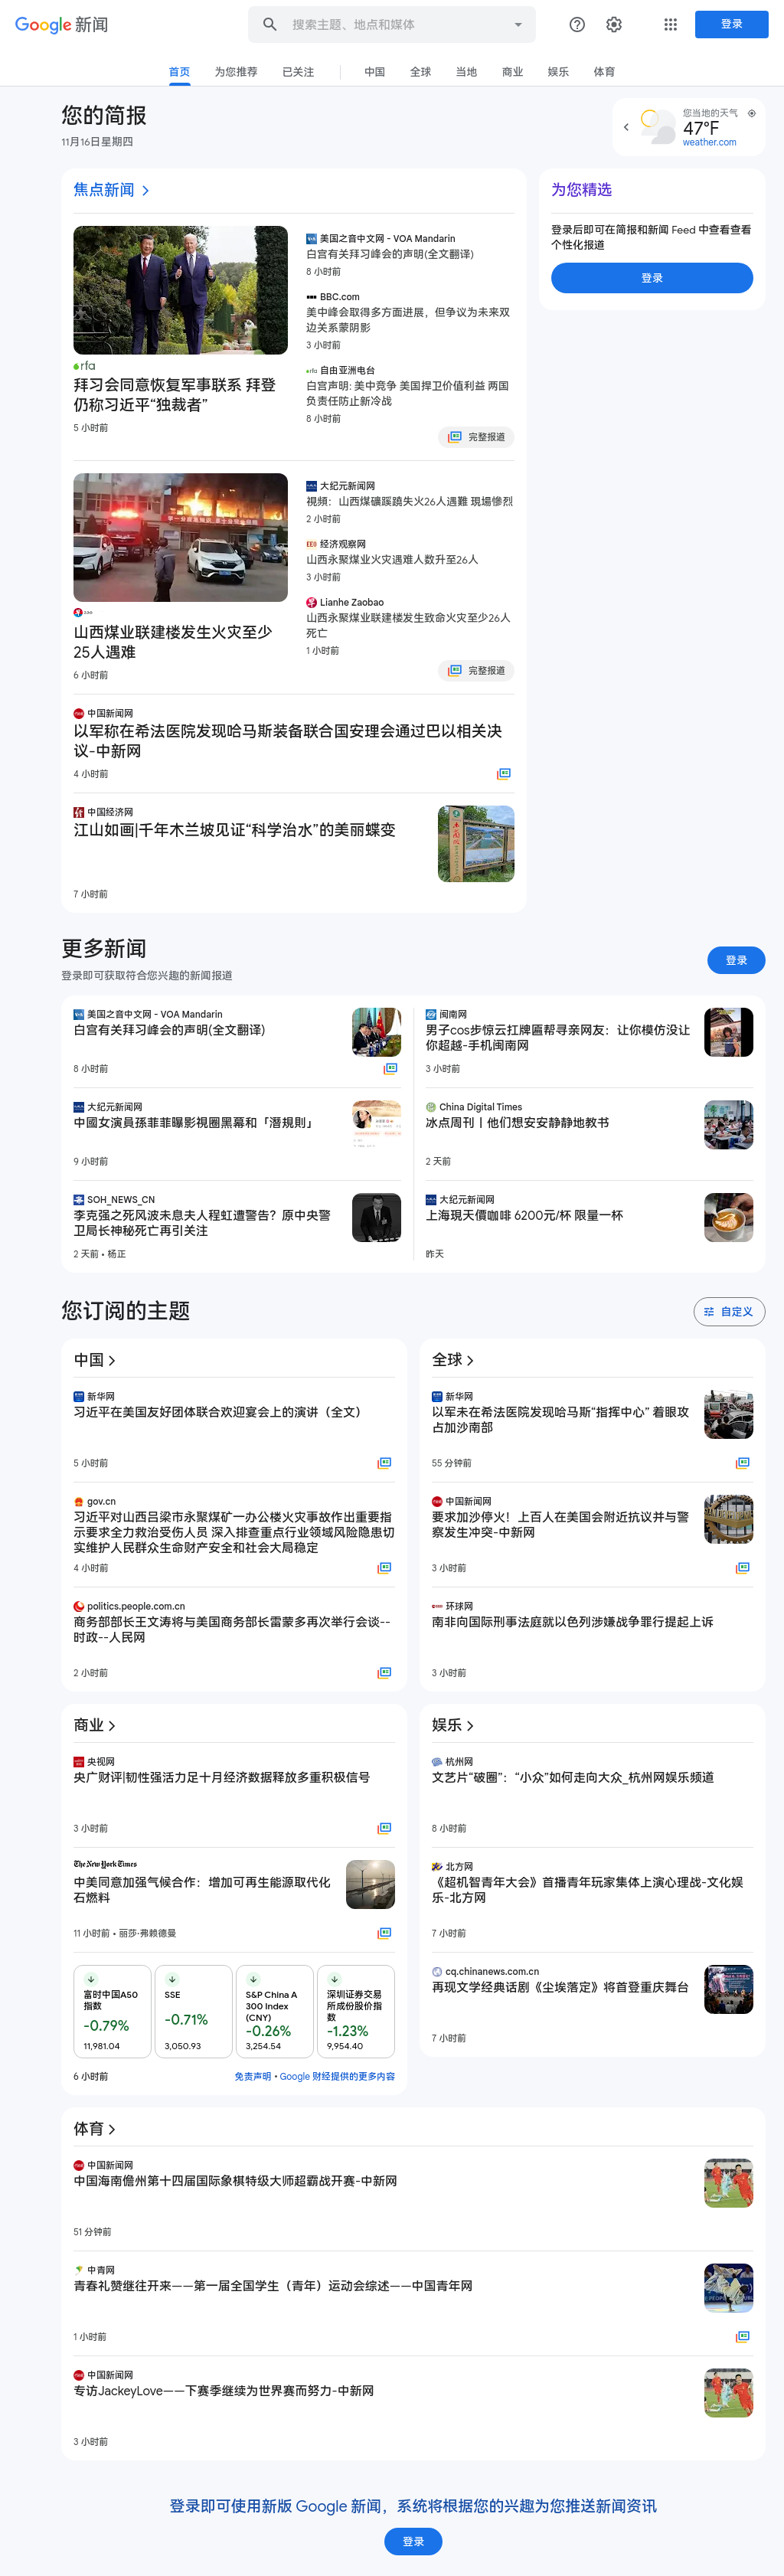 Google 新闻
搜索主题、地点和媒体
登录
首页 为您推荐 已关注 中国 全球 当地 商业 娱乐 体育
您的简报
11月16日星期四
您当地的天气
47°F
weather.com
焦点新闻
rfa
拜习会同意恢复军事联系 拜登
仍称习近平“独裁者”
5 小时前
美国之音中文网 - VOA Mandarin
白宫有关拜习峰会的声明(全文翻译)
8 小时前
BBC.com
美中峰会取得多方面进展，但争议为未来双
边关系蒙阴影
3 小时前
自由亚洲电台
白宫声明: 美中竞争 美国捍卫价值利益 两国
负责任防止新冷战
8 小时前
完整报道
为您精选
登录后即可在简报和新闻 Feed 中查看查看
个性化报道
登录
山西煤业联建楼发生火灾至少
25人遇难
6 小时前
大纪元新闻网
視頻：山西煤礦蹊蹺失火26人遇難 現場慘烈
2 小时前
经济观察网
山西永聚煤业火灾遇难人数升至26人
3 小时前
Lianhe Zaobao
山西永聚煤业联建楼发生致命火灾至少26人
死亡
1 小时前
完整报道
中国新闻网
以军称在希法医院发现哈马斯装备联合国安理会通过巴以相关决
议-中新网
4 小时前
中国经济网
江山如画|千年木兰坡见证“科学治水”的美丽蝶变
7 小时前
更多新闻
登录即可获取符合您兴趣的新闻报道
登录
美国之音中文网 - VOA Mandarin
白宫有关拜习峰会的声明(全文翻译)
8 小时前
闽南网
男子cos步惊云扛牌匾帮寻亲网友：让你模仿没让
你超越-手机闽南网
3 小时前
大纪元新闻网
中國女演員孫菲菲曝影視圈黑幕和「潛規則」
9 小时前
China Digital Times
冰点周刊丨他们想安安静静地教书
2 天前
SOH_NEWS_CN
李克强之死风波未息夫人程虹遭警告？原中央警
卫局长神秘死亡再引关注
2 天前 • 杨正
大纪元新闻网
上海現天價咖啡 6200元/杯 限量一杯
昨天
您订阅的主题
自定义
中国
新华网
习近平在美国友好团体联合欢迎宴会上的演讲（全文）
5 小时前
gov.cn
习近平对山西吕梁市永聚煤矿一办公楼火灾事故作出重要指
示要求全力救治受伤人员 深入排查重点行业领域风险隐患切
实维护人民群众生命财产安全和社会大局稳定
4 小时前
politics.people.com.cn
商务部部长王文涛将与美国商务部长雷蒙多再次举行会谈--
时政--人民网
2 小时前
全球
新华网
以军未在希法医院发现哈马斯“指挥中心” 着眼攻
占加沙南部
55 分钟前
中国新闻网
要求加沙停火！上百人在美国会附近抗议并与警
察发生冲突-中新网
3 小时前
环球网
南非向国际刑事法庭就以色列涉嫌战争罪行提起上诉
3 小时前
商业
央视网
央广财评|韧性强活力足十月经济数据释放多重积极信号
3 小时前
The New York Times
中美同意加强气候合作：增加可再生能源取代化
石燃料
11 小时前 • 丽莎·弗赖德曼
富时中国A50
指数
-0.79%
11,981.04
SSE
-0.71%
3,050.93
S&P China A
300 Index
(CNY)
-0.26%
3,254.54
深圳证券交易
所成份股价指
数
-1.23%
9,954.40
6 小时前
免责声明 • Google 财经提供的更多内容
娱乐
杭州网
文艺片“破圈”：“小众”如何走向大众_杭州网娱乐频道
8 小时前
北方网
《超机智青年大会》首播青年玩家集体上演心理战-文化娱
乐-北方网
7 小时前
cq.chinanews.com.cn
再现文学经典话剧《尘埃落定》将首登重庆舞台
7 小时前
体育
中国新闻网
中国海南儋州第十四届国际象棋特级大师超霸战开赛-中新网
51 分钟前
中青网
青春礼赞继往开来——第一届全国学生（青年）运动会综述——中国青年网
1 小时前
中国新闻网
专访JackeyLove——下赛季继续为世界赛而努力-中新网
3 小时前
登录即可使用新版 Google 新闻，系统将根据您的兴趣为您推送新闻资讯
登录